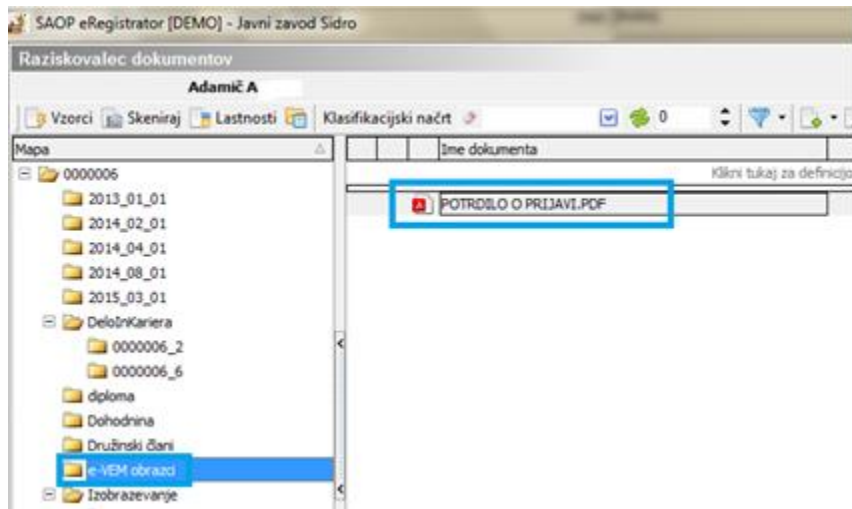 SAOP eRegistrator [DEMO] - Javni zavod Sidro
Raziskovalec dokumentov
Adamič A
Vzorci Skeniraj Lastnosti Klasifikacijski načrt 0
Mapa Ime dokumenta
Klikni tukaj za definicijo
0000006
POTRDILO O PRIJAVI.PDF
2013_01_01
2014_02_01
2014_04_01
2014_08_01
2015_03_01
DeloInKariera
0000006_2
0000006_6
diploma
Dohodnina
Družinski člani
e-VEM obrazci
Izobrazevanje